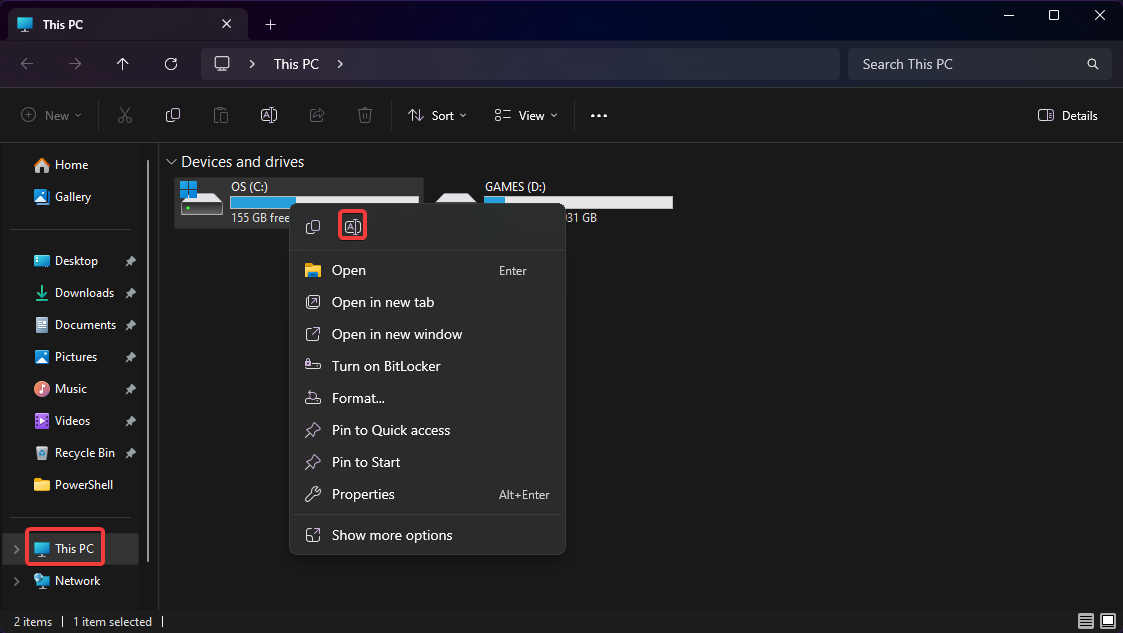 This PC
This PC
Search This PC
New
Sort
View
Details
Home
Gallery
Desktop
Downloads
Documents
Pictures
Music
Videos
Recycle Bin
PowerShell
This PC
Network
Devices and drives
OS (C:)
155 GB free
GAMES (D:)
31 GB
Open Enter
Open in new tab
Open in new window
Turn on BitLocker
Format...
Pin to Quick access
Pin to Start
Properties Alt+Enter
Show more options
2 items
1 item selected